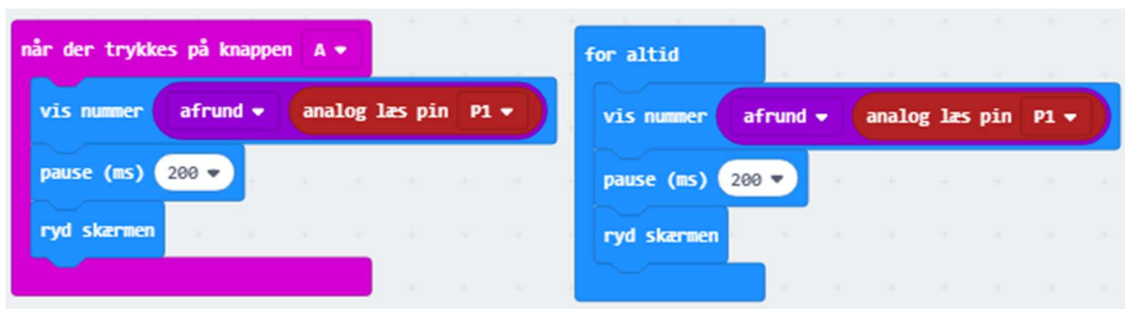 når der trykkes på knappen A
vis nummer afrund analog læs pin P1
pause (ms) 200
ryd skærmen
for altid
vis nummer afrund analog læs pin P1
pause (ms) 200
ryd skærmen